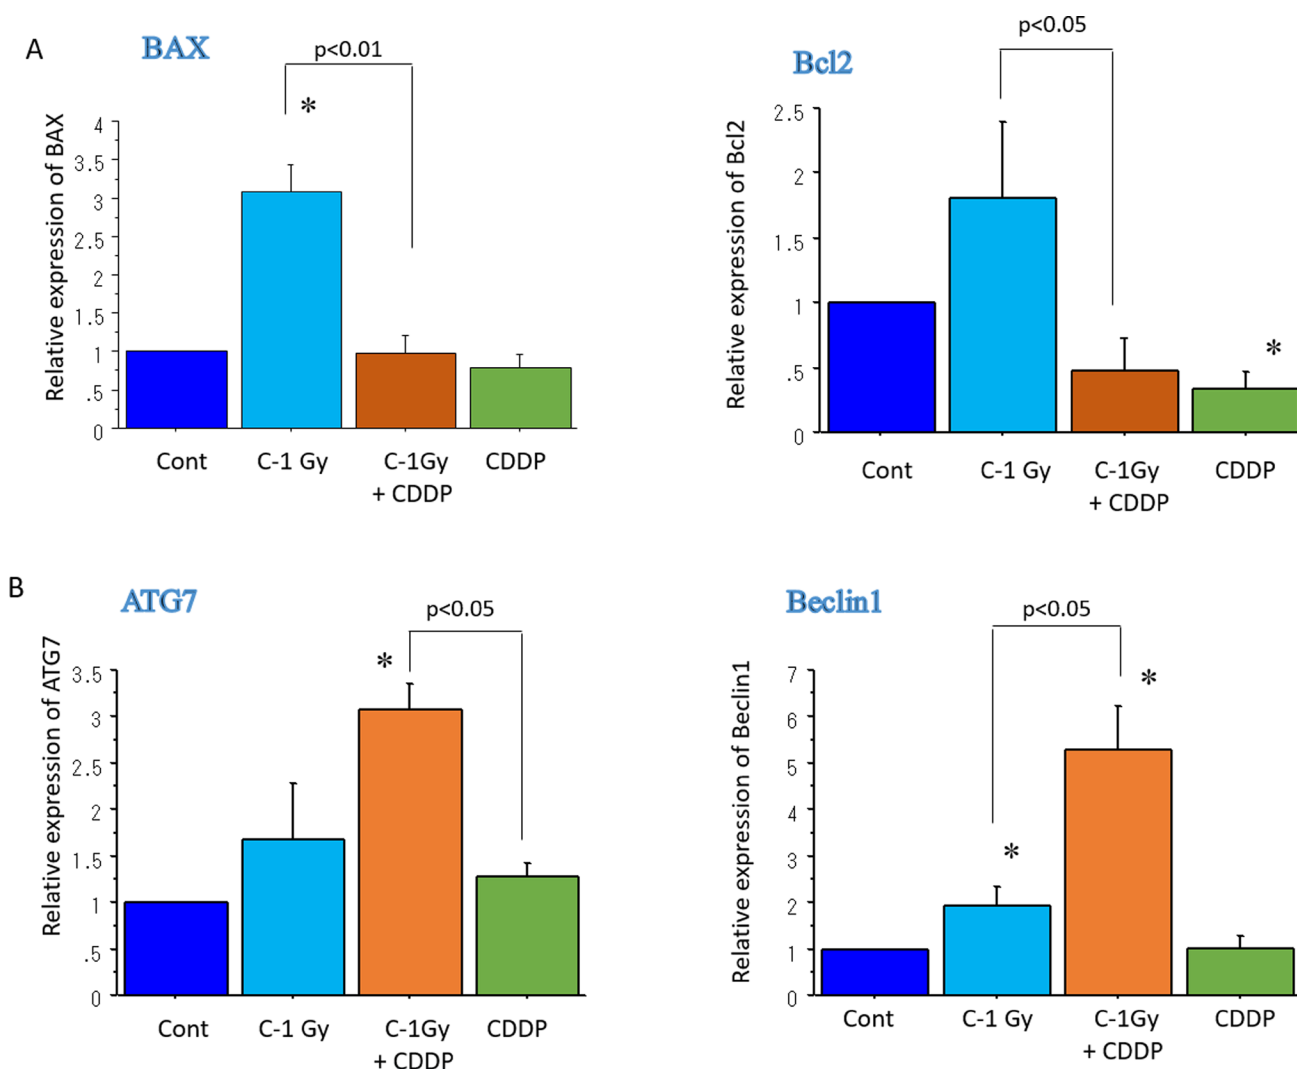 A
BAX
p<0.01
*
Relative expression of BAX
4
3.5
3
2.5
2
1.5
1
.5
0
Cont
C-1 Gy
C-1Gy
+ CDDP
CDDP
Bcl2
p<0.05
Relative expression of Bcl2
2.5
2
1.5
1
.5
0
*
Cont
C-1 Gy
C-1Gy
+ CDDP
CDDP
B
ATG7
p<0.05
*
Relative expression of ATG7
3.5
3
2.5
2
1.5
1
.5
0
Cont
C-1 Gy
C-1Gy
+ CDDP
CDDP
Beclin1
p<0.05
*
*
Relative expression of Beclin1
7
6
5
4
3
2
1
0
Cont
C-1 Gy
C-1Gy
+ CDDP
CDDP